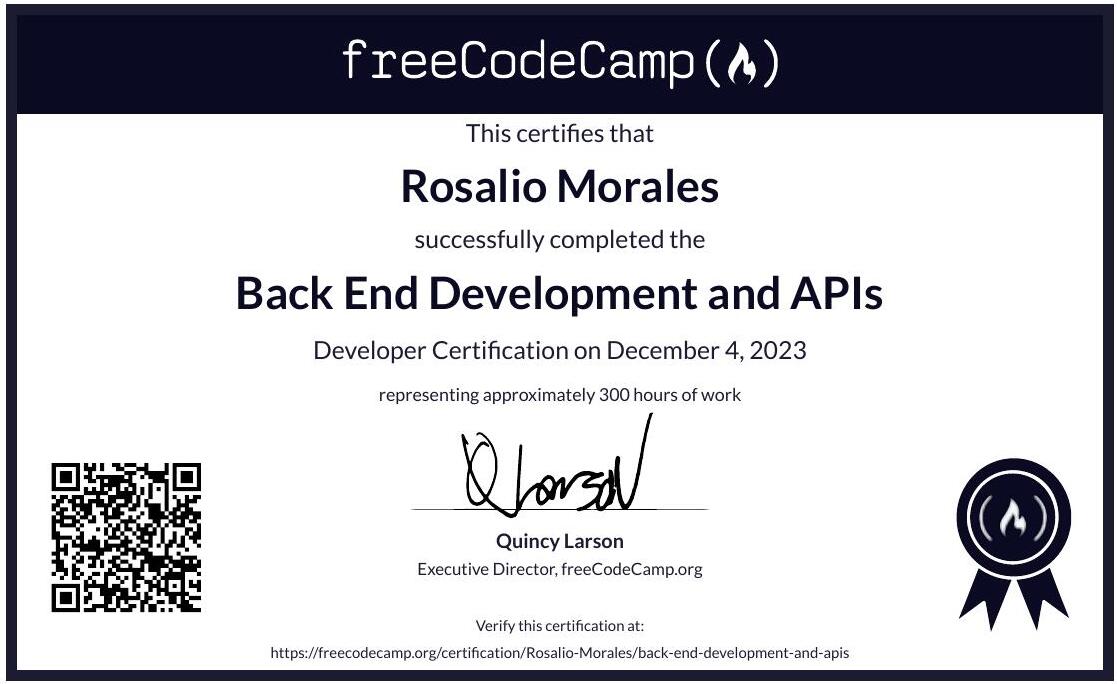 freeCodeCamp
This certifies that
Rosalio Morales
successfully completed the
Back End Development and APIs
Developer Certification on December 4, 2023
representing approximately 300 hours of work
Q Larson
Quincy Larson
Executive Director, freeCodeCamp.org
Verify this certification at:
https://freecodecamp.org/certification/Rosalio-Morales/back-end-development-and-apis